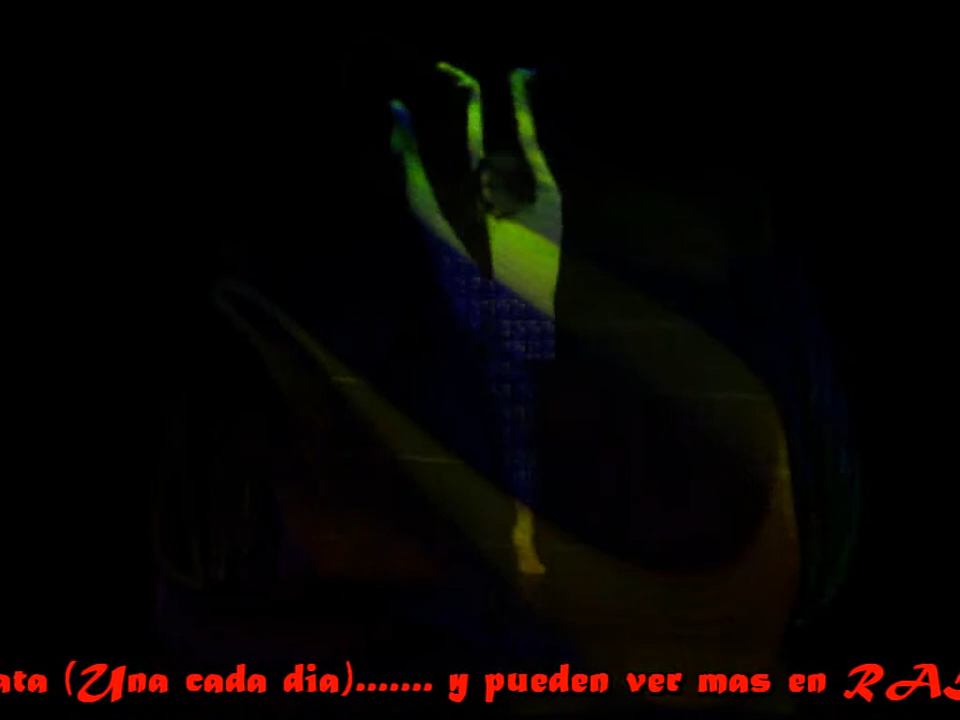 (Una cada dia)....... y pueden ver mas en